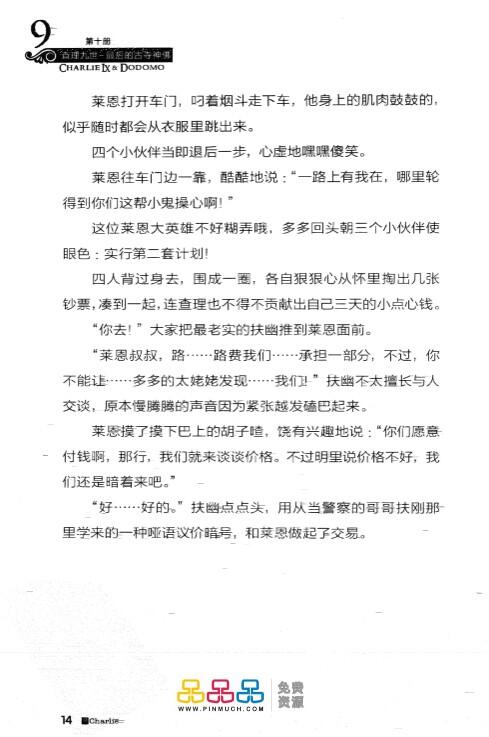 9
第十册
查理九世-最后的古寺神佛
CHARLIE IX & DODOMO
莱恩打开车门，叼着烟斗走下车，他身上的肌肉鼓鼓的，
似乎随时都会从衣服里跳出来。
四个小伙伴当即退后一步，心虚地嘿嘿傻笑。
莱恩往车门边一靠，酷酷地说：“一路上有我在，哪里轮
得到你们这帮小鬼操心啊！”
这位莱恩大英雄不好糊弄哦，多多回头朝三个小伙伴使
眼色：实行第二套计划！
四人背过身去，围成一圈，各自狠狠心从怀里掏出几张
钞票，凑到一起，连查理也不得不贡献出自己三天的小点心钱。
“你去！”大家把最老实的扶幽推到莱恩面前。
“莱恩叔叔，路……路费我们……承担一部分，不过，你
不能让……多多的太姥姥发现……我们！”扶幽不太擅长与人
交谈，原本慢腾腾的声音因为紧张越发磕巴起来。
莱恩摸了摸下巴上的胡子喳，饶有兴趣地说：“你们愿意
付钱啊，那行，我们就来谈谈价格。不过明里说价格不好，我
们还是暗着来吧。”
“好……好的。”扶幽点点头，用从当警察的哥哥扶刚那
里学来的一种哑语议价暗号，和莱恩做起了交易。
品品品
WWW.PINMUCH.COM
免费
资源
14
Charlie